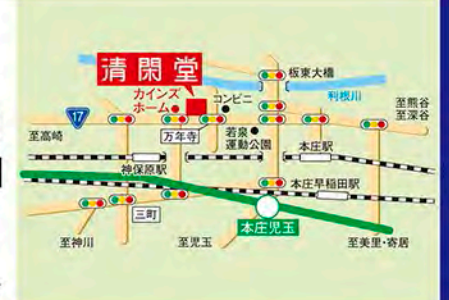 清閑堂
板東大橋
利根川
カインズ
ホーム
コンビニ
至熊谷
至深谷
17
至高崎
万年寺
若泉
運動公園
本庄駅
神保原駅
本庄早稲田駅
三町
本庄児玉
至神川
至児玉
至美里・寄居